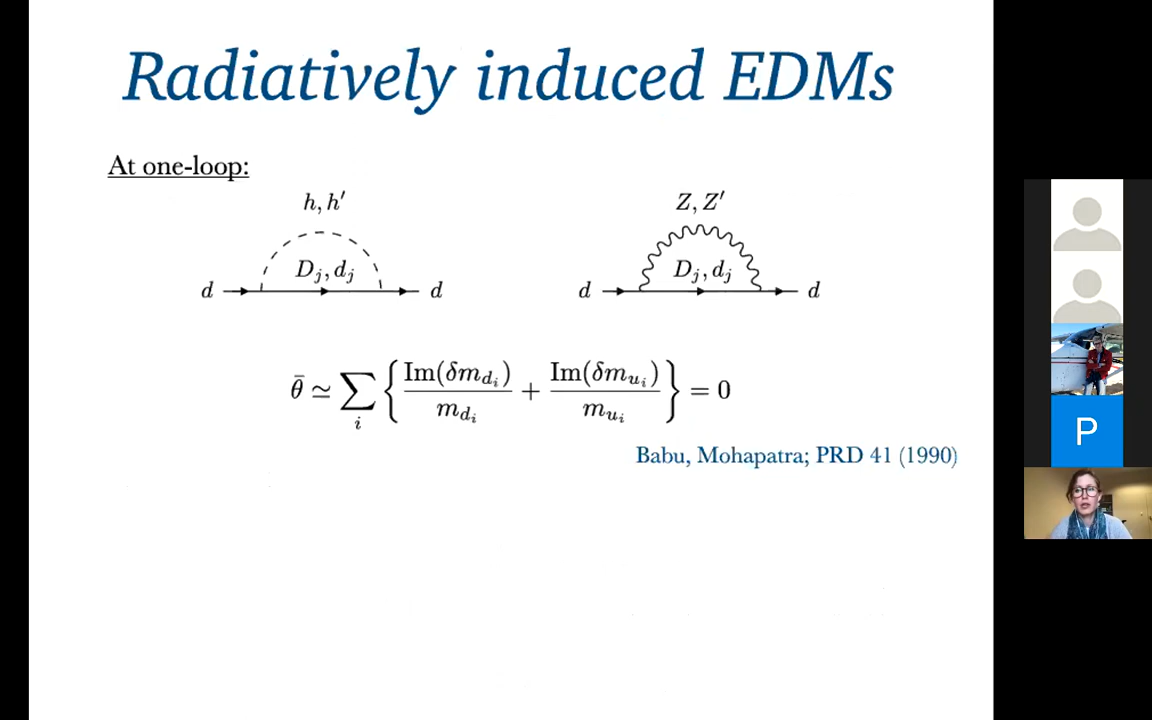 Radiatively induced EDMs
At one-loop:
h, h′
Z, Z′
D_j, d_j
D_j, d_j
d
d
d
d
θ̄ ≃ ∑_i { Im(δm_{d_i}) / m_{d_i} + Im(δm_{u_i}) / m_{u_i} } = 0
Babu, Mohapatra; PRD 41 (1990)
P